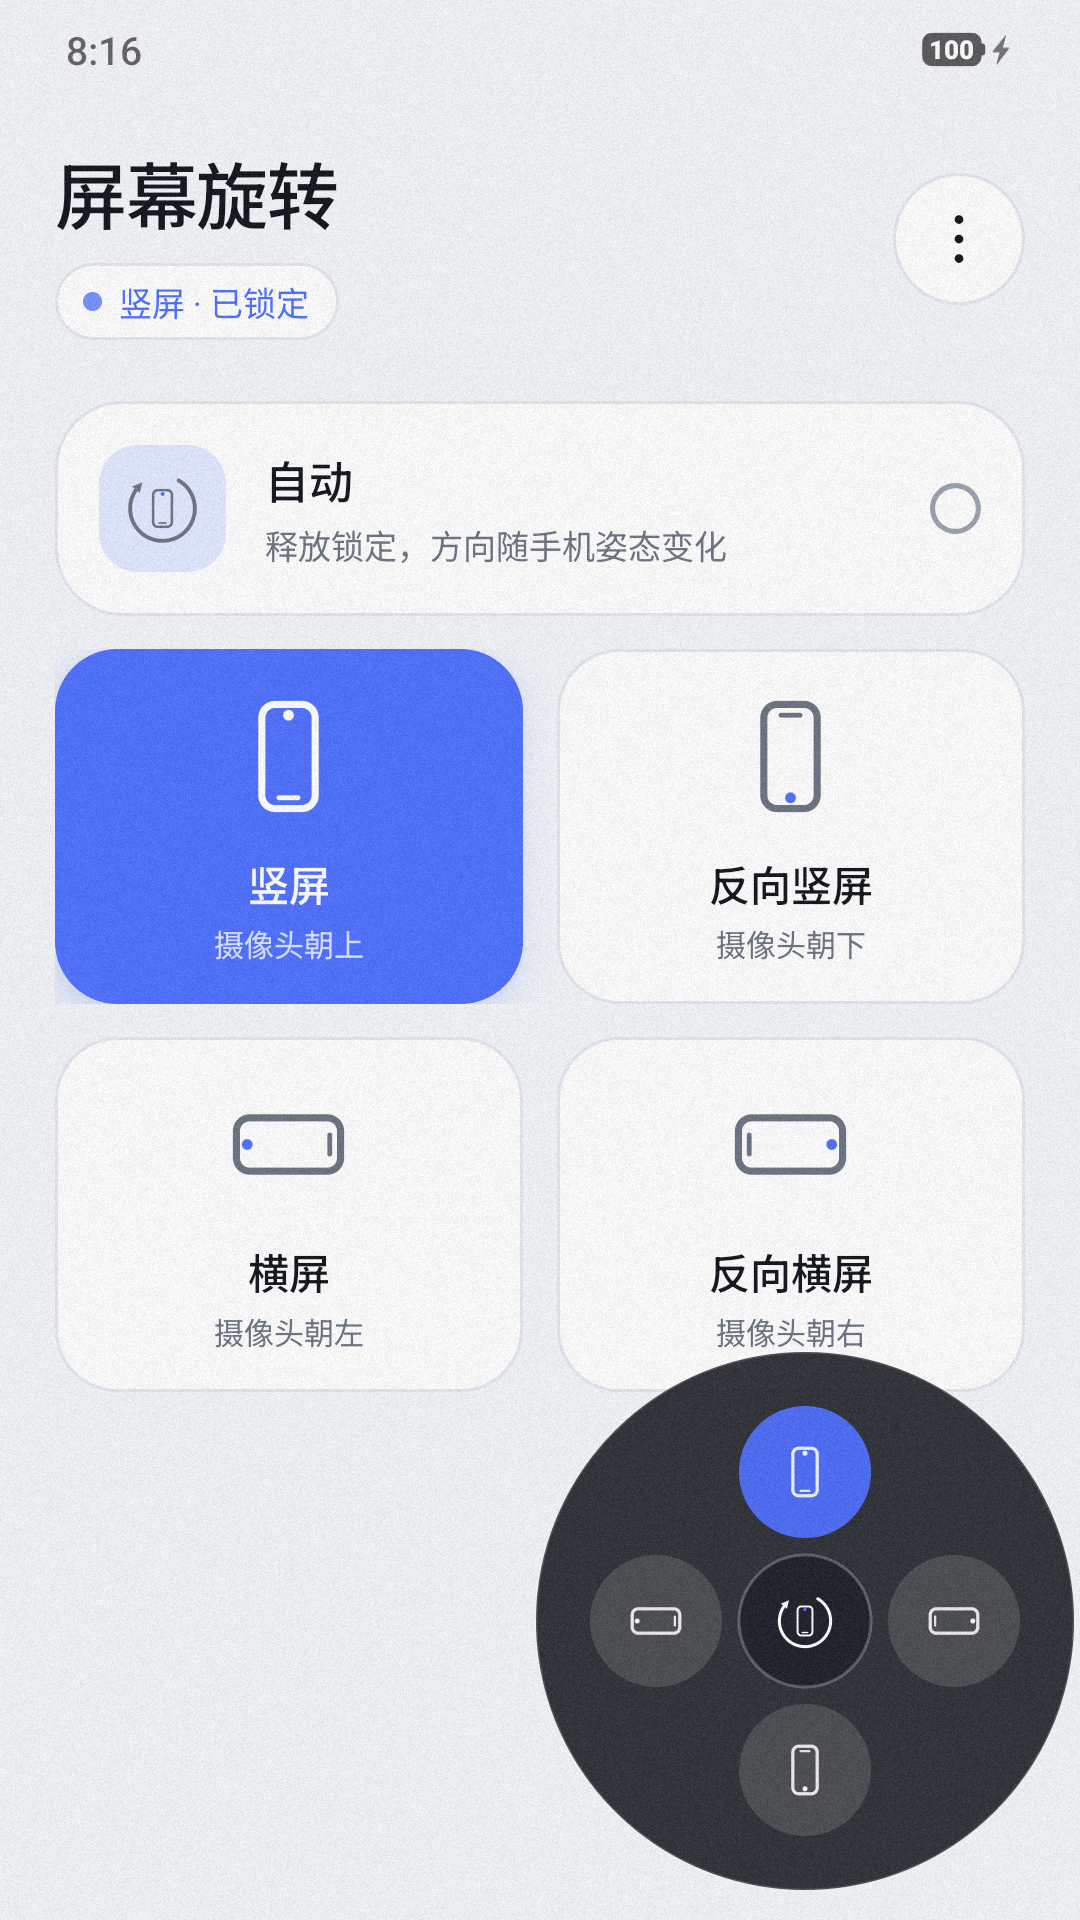 8:16
100
屏幕旋转
竖屏 · 已锁定
自动
释放锁定，方向随手机姿态变化
竖屏
摄像头朝上
反向竖屏
摄像头朝下
横屏
摄像头朝左
反向横屏
摄像头朝右